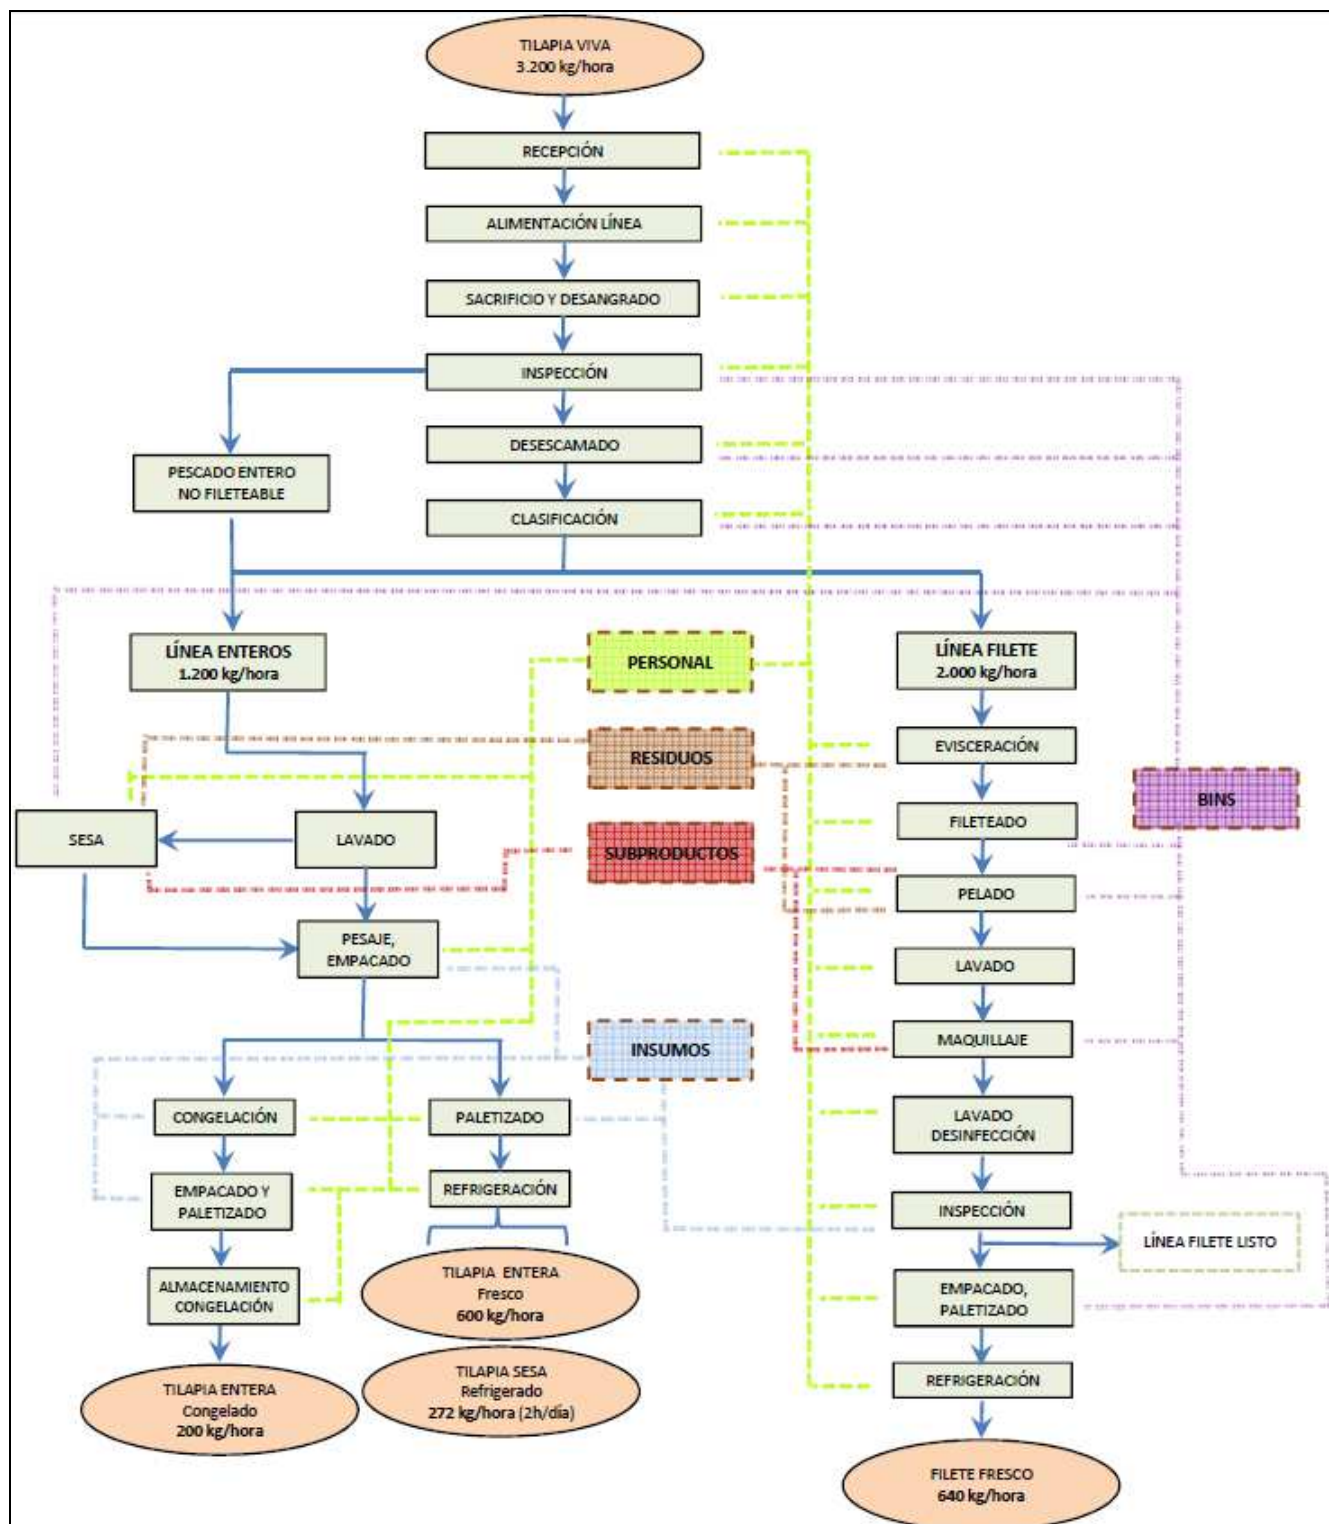 TILAPIA VIVA
3.200 kg/hora
RECEPCIÓN
ALIMENTACIÓN LÍNEA
SACRIFICIO Y DESANGRADO
INSPECCIÓN
DESESCAMADO
PESCADO ENTERO
NO FILETEABLE
CLASIFICACIÓN
LÍNEA ENTEROS
1.200 kg/hora
PERSONAL
LÍNEA FILETE
2.000 kg/hora
RESIDUOS
EVISCERACIÓN
BINS
FILETEADO
SESA
LAVADO
SUBPRODUCTOS
PELADO
PESAJE,
EMPACADO
LAVADO
INSUMOS
MAQUILLAJE
CONGELACIÓN
PALETIZADO
LAVADO
DESINFECCIÓN
EMPACADO Y
PALETIZADO
REFRIGERACIÓN
INSPECCIÓN
LÍNEA FILETE LISTO
ALMACENAMIENTO
CONGELACIÓN
TILAPIA ENTERA
Fresco
600 kg/hora
EMPACADO,
PALETIZADO
TILAPIA ENTERA
Congelado
200 kg/hora
TILAPIA SESA
Refrigerado
272 kg/hora (2h/día)
REFRIGERACIÓN
FILETE FRESCO
640 kg/hora